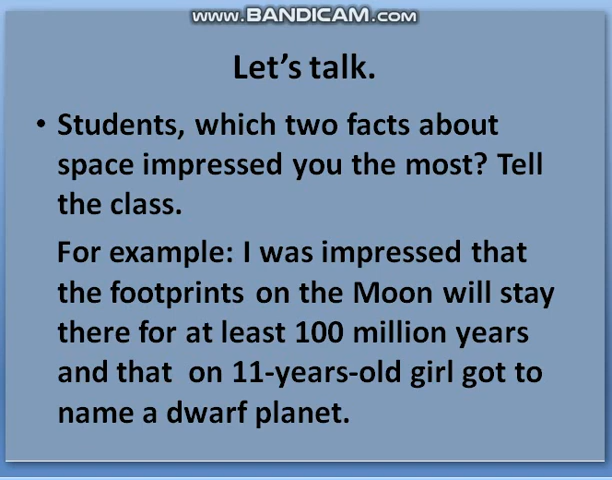 www.BANDICAM.com
Let's talk.
• Students, which two facts about
space impressed you the most? Tell
the class.
For example: I was impressed that
the footprints on the Moon will stay
there for at least 100 million years
and that on 11-years-old girl got to
name a dwarf planet.